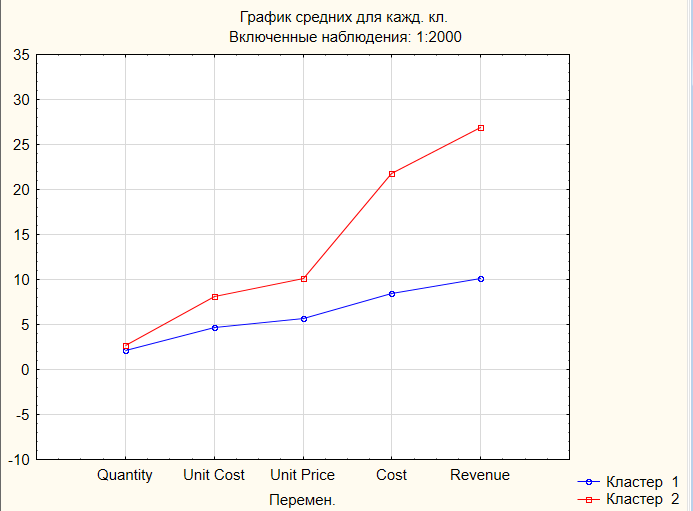 График средних для кажд. кл.
Включенные наблюдения: 1:2000
35
30
25
20
15
10
5
0
-5
-10
Quantity Unit Cost Unit Price Cost Revenue
Перемен.
Кластер 1
Кластер 2